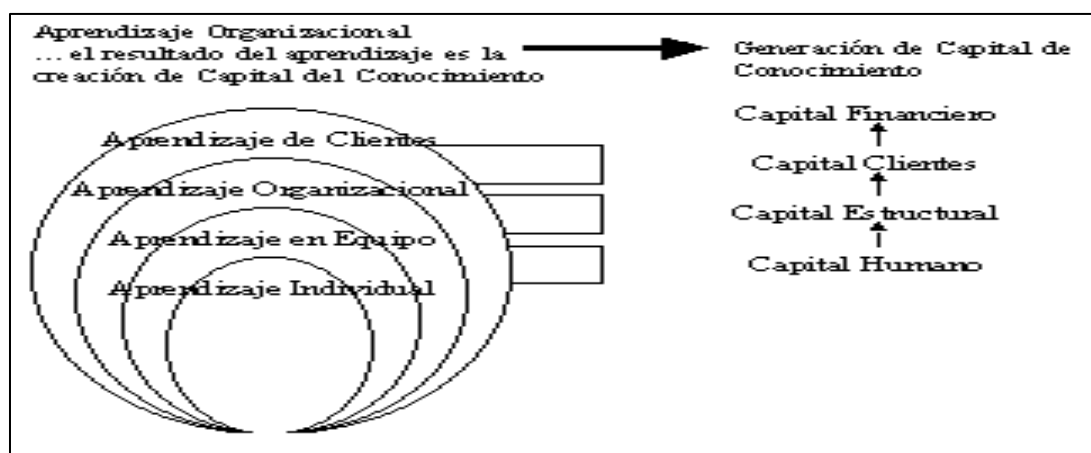 Aprendizaje Organizacional
... el resultado del aprendizaje es la
creación de Capital del Conocimiento
Generación de Capital de
Conocimiento
Aprendizaje de Clientes
Aprendizaje Organizacional
Aprendizaje en Equipo
Aprendizaje Individual
Capital Financiero
Capital Clientes
Capital Estructural
Capital Humano